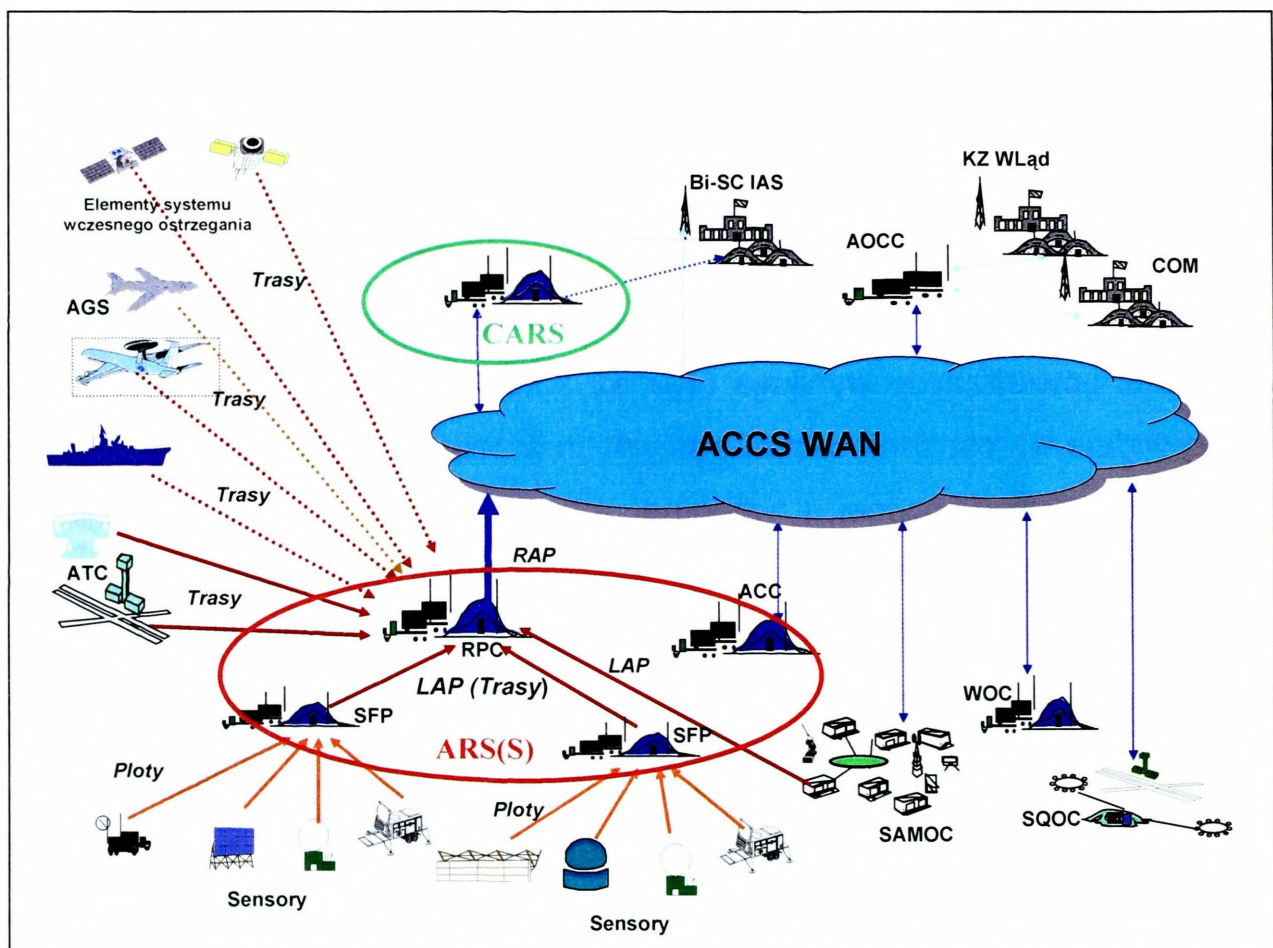 KZ WLąd
Bi-SC IAS
Elementy systemu
wczesnego ostrzegania
AOCC
COM
Trasy
AGS
CARS
Trasy
ACCS WAN
Trasy
RAP
ATC
Trasy
ACC
RPC
LAP
LAP (Trasy)
SFP
WOC
SFP
ARS(S)
Ploty
Ploty
SAMOC
SQOC
Sensory
Sensory